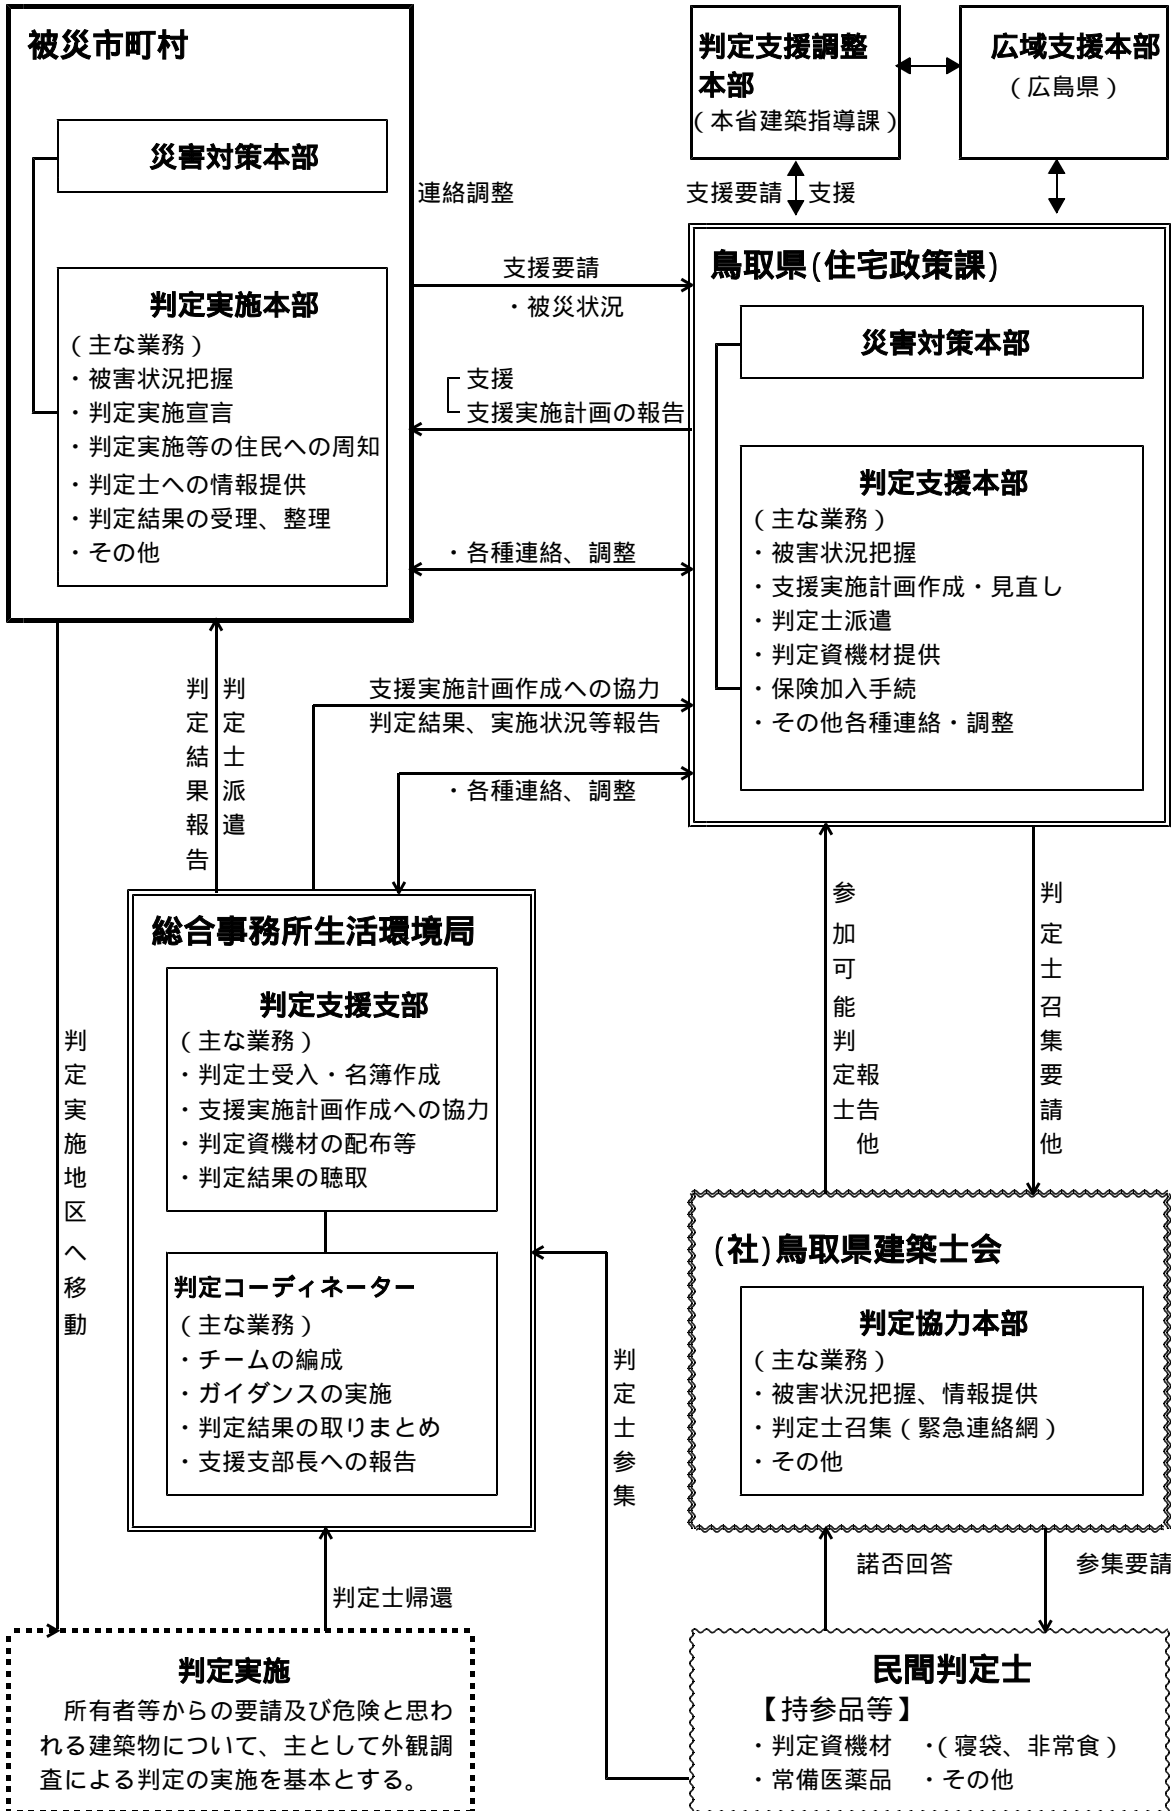 被災市町村
災害対策本部
判定実施本部
（主な業務）
・被害状況把握
・判定実施宣言
・判定実施等の住民への周知
・判定士への情報提供
・判定結果の受理、整理
・その他
判定支援調整
本部
（本省建築指導課）
広域支援本部
（広島県）
連絡調整
支援要請
支援
支援要請
・被災状況
支援
支援実施計画の報告
・各種連絡、調整
鳥取県(住宅政策課)
災害対策本部
判定支援本部
（主な業務）
・被害状況把握
・支援実施計画作成・見直し
・判定士派遣
・判定資機材提供
・保険加入手続
・その他各種連絡・調整
判定結果報告
判定士派遣
支援実施計画作成への協力
判定結果、実施状況等報告
・各種連絡、調整
総合事務所生活環境局
判定支援支部
（主な業務）
・判定士受入・名簿作成
・支援実施計画作成への協力
・判定資機材の配布等
・判定結果の聴取
判定コーディネーター
（主な業務）
・チームの編成
・ガイダンスの実施
・判定結果の取りまとめ
・支援支部長への報告
判定実施地区へ移動
参加可能判定士
報告他
判定士召集要請他
(社)鳥取県建築士会
判定協力本部
（主な業務）
・被害状況把握、情報提供
・判定士召集（緊急連絡網）
・その他
判定士参集
判定士帰還
諾否回答
参集要請
判定実施
所有者等からの要請及び危険と思わ
れる建築物について、主として外観調
査による判定の実施を基本とする。
民間判定士
【持参品等】
・判定資機材　・（寝袋、非常食）
・常備医薬品　・その他